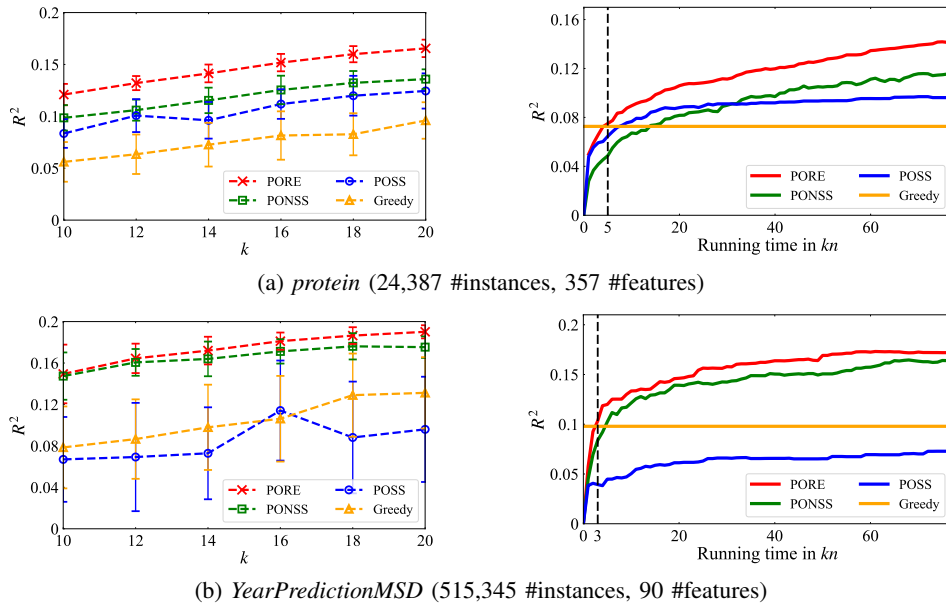 0.2
0.15
0.1
0.05
0
R²
10 12 14 16 18 20
k
PORE POSS
PONSS Greedy
0.16
0.12
0.08
0.04
0
R²
0 5 20 40 60
Running time in kn
PORE POSS
PONSS Greedy
(a) protein (24,387 #instances, 357 #features)
0.2
0.16
0.12
0.08
0.04
R²
10 12 14 16 18 20
k
PORE POSS
PONSS Greedy
0.2
0.15
0.1
0.05
0
R²
0 3 20 40 60
Running time in kn
PORE POSS
PONSS Greedy
(b) YearPredictionMSD (515,345 #instances, 90 #features)